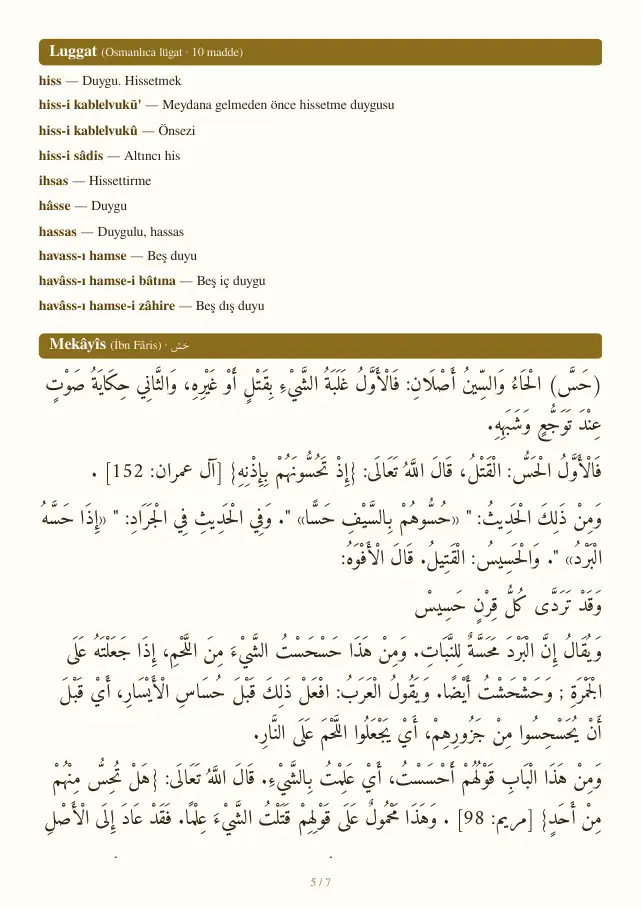 Luggat (Osmanlıca lügat · 10 madde)
hiss — Duygu. Hissetmek
hiss-i kablelvukū' — Meydana gelmeden önce hissetme duygusu
hiss-i kablelvukû — Önsezi
hiss-i sâdis — Altıncı his
ihsas — Hissettirme
hâsse — Duygu
hassas — Duygulu, hassas
havass-ı hamse — Beş duyu
havâss-ı hamse-i bâtına — Beş iç duygu
havâss-ı hamse-i zâhire — Beş dış duyu
Mekâyîs (İbn Fâris) · حَسّ
(حَسَّ) الْحَاءُ وَالسِّينُ أَصْلَانِ: فَالْأَوَّلُ غَلَبَةُ الشَّيْءِ بِقَتْلٍ أَوْ غَيْرِهِ، وَالثَّانِي حِكَايَةُ صَوْتٍ
عِنْدَ تَوَجُّعٍ وَشَبَهِهِ.
فَالْأَوَّلُ الْحَسُّ: الْقَتْلُ، قَالَ اللَّهُ تَعَالَى: {إِذْ تَحُسُّونَهُمْ بِإِذْنِهِ} [آل عمران: 152] .
وَمِنْ ذَلِكَ الْحَدِيثُ: " «حُسُّوهُمْ بِالسَّيْفِ حَسًّا» ". وَفِي الْحَدِيثِ فِي الْجَرَادِ: " «إِذَا حَسَّهُ
الْبَرْدُ» ". وَالْحَسِيسُ: الْقَتِيلُ. قَالَ الْأَفْوَهُ:
وَقَدْ تَرَدَّى كُلُّ قِرْنٍ حَسِيسْ
وَيُقَالُ إِنَّ الْبَرْدَ مَحَسَّةٌ لِلنَّبَاتِ. وَمِنْ هَذَا حَسْحَسْتُ الشَّيْءَ مِنَ اللَّحْمِ، إِذَا جَعَلْتَهُ عَلَى
الْجَمْرَةِ ; وَحَشْحَشْتُ أَيْضًا. وَيَقُولُ الْعَرَبُ: افْعَلْ ذَلِكَ قَبْلَ حُسَاسِ الْأَيْسَارِ، أَيْ قَبْلَ
أَنْ يُحَسْحِسُوا مِنْ جَزُورِهِمْ، أَيْ يَجْعَلُوا اللَّحْمَ عَلَى النَّارِ.
وَمِنْ هَذَا الْبَابِ قَوْلُهُمْ أَحْسَسْتُ، أَيْ عَلِمْتُ بِالشَّيْءِ. قَالَ اللَّهُ تَعَالَى: {هَلْ تُحِسُّ مِنْهُمْ
مِنْ أَحَدٍ} [مريم: 98] . وَهَذَا مَحْمُولٌ عَلَى قَوْلِهِمْ قَتَلْتُ الشَّيْءَ عِلْمًا. فَقَدْ عَادَ إِلَى الْأَصْلِ
5 / 7